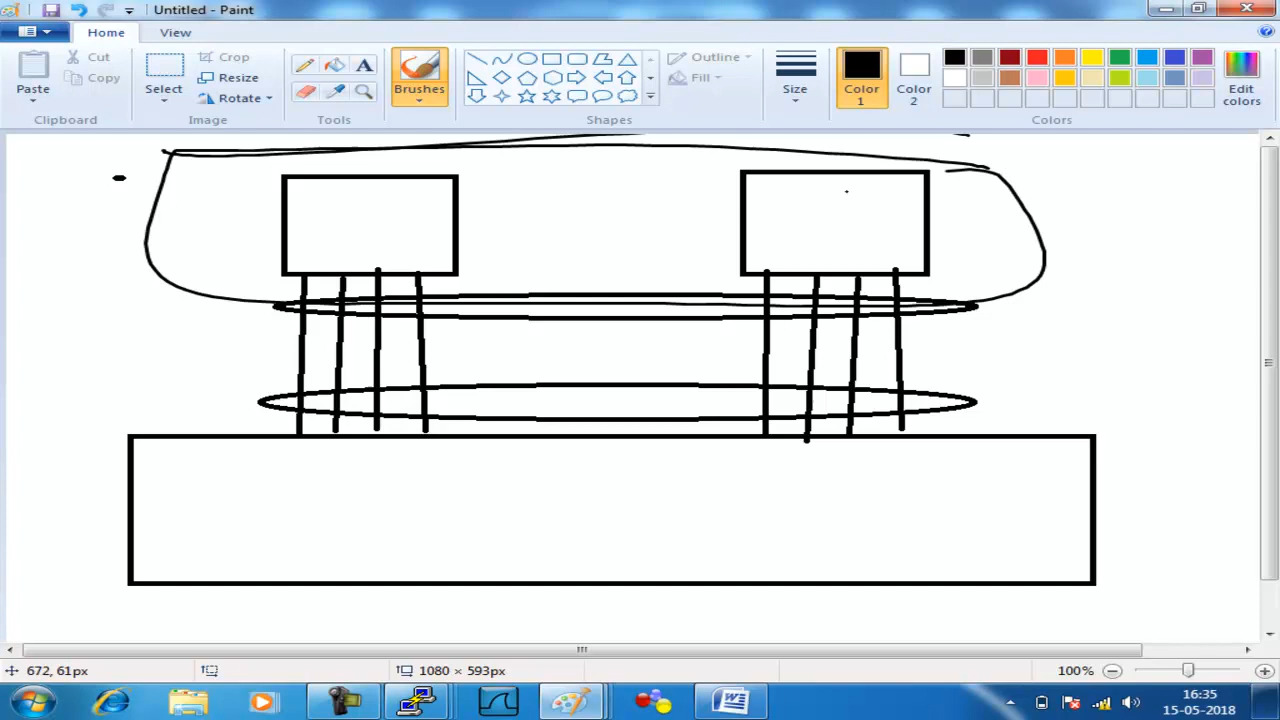 Untitled - Paint
Home View
Paste
Cut
Copy
Clipboard
Select
Crop
Resize
Rotate
Image
A
Tools
Brushes
Shapes
Outline
Fill
Size
Color 1
Color 2
Edit colors
Colors
672, 61px
1080 × 593px
100%
16:35
15-05-2018